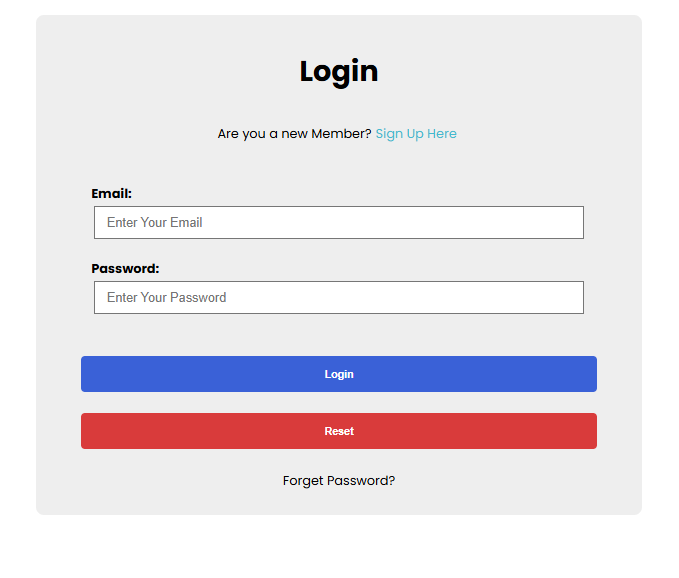 Login
Are you a new Member? Sign Up Here
Email:
Enter Your Email
Password:
Enter Your Password
Login
Reset
Forget Password?